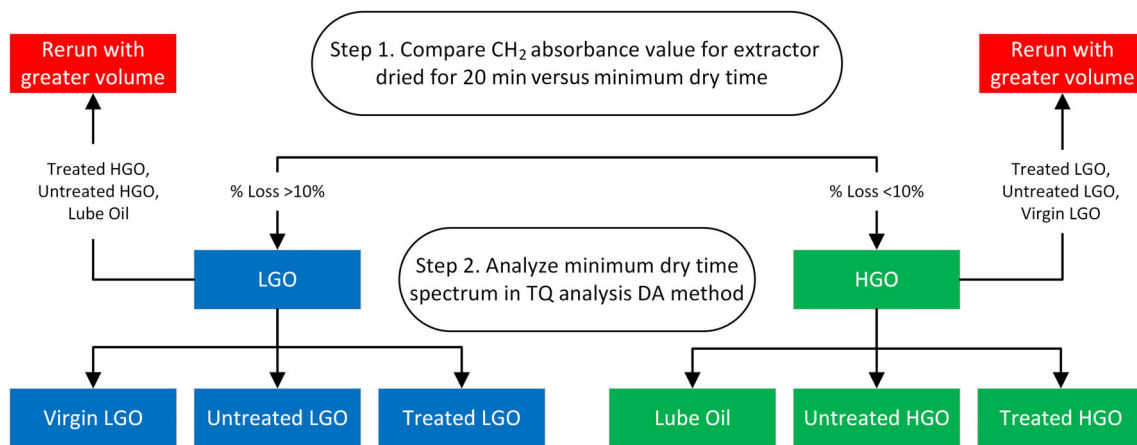 Rerun with
greater volume
Step 1. Compare CH₂ absorbance value for extractor
dried for 20 min versus minimum dry time
Rerun with
greater volume
Treated HGO,
Untreated HGO,
Lube Oil
% Loss >10%
% Loss <10%
Treated LGO,
Untreated LGO,
Virgin LGO
LGO
Step 2. Analyze minimum dry time
spectrum in TQ analysis DA method
HGO
Virgin LGO
Untreated LGO
Treated LGO
Lube Oil
Untreated HGO
Treated HGO